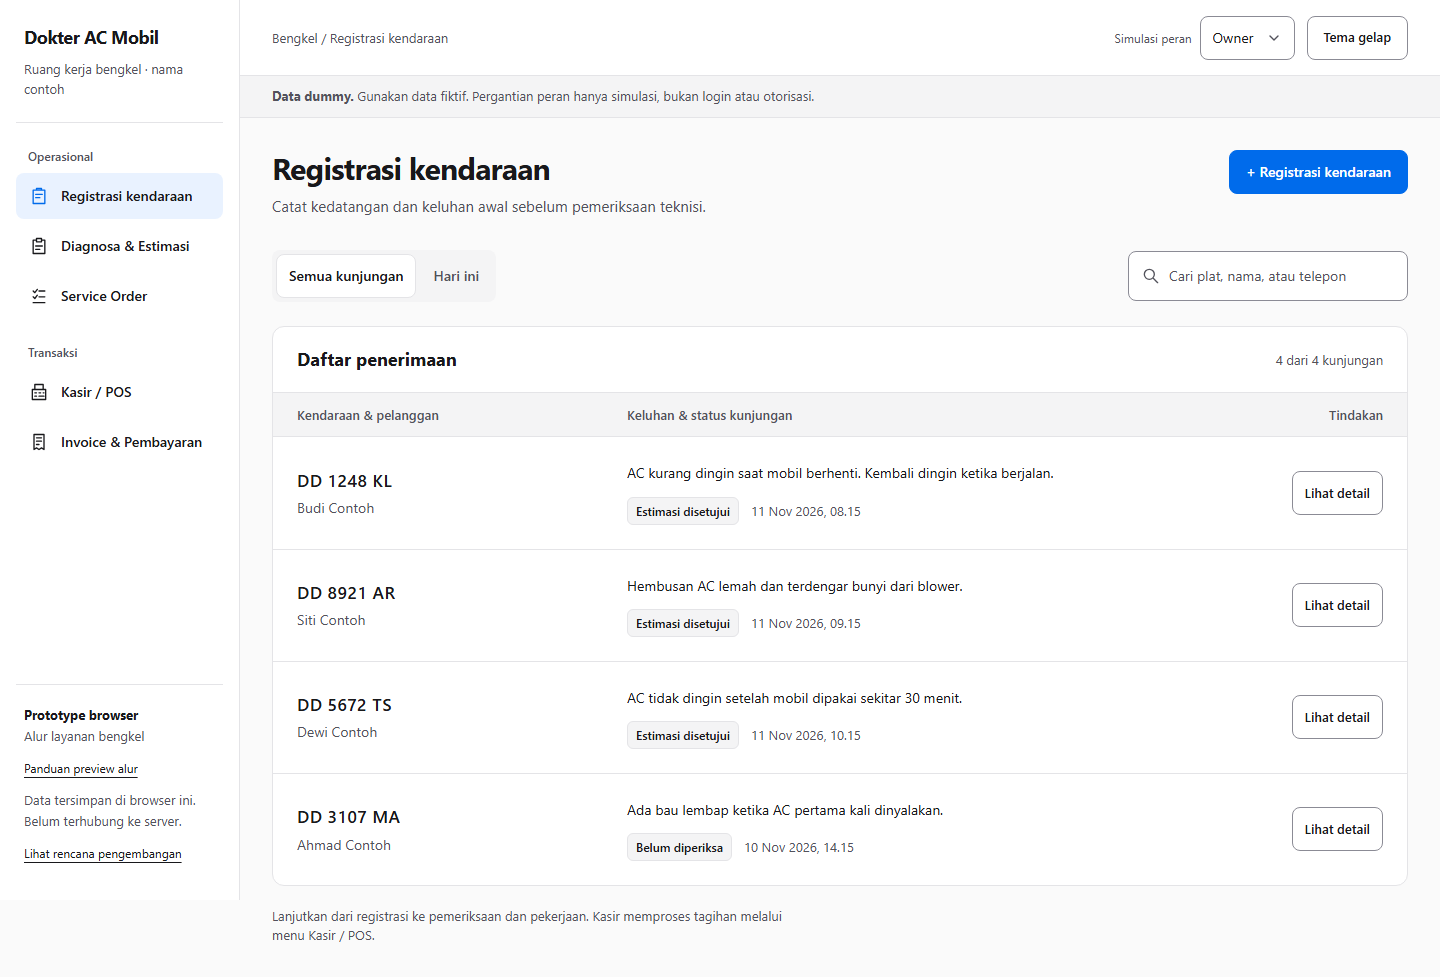 Dokter AC Mobil
Ruang kerja bengkel · nama
contoh
Operasional
Registrasi kendaraan
Diagnosa & Estimasi
Service Order
Transaksi
Kasir / POS
Invoice & Pembayaran
Prototype browser
Alur layanan bengkel
Panduan preview alur
Data tersimpan di browser ini.
Belum terhubung ke server.
Lihat rencana pengembangan
Bengkel / Registrasi kendaraan
Simulasi peran
Owner
Tema gelap
Data dummy. Gunakan data fiktif. Pergantian peran hanya simulasi, bukan login atau otorisasi.
Registrasi kendaraan
Catat kedatangan dan keluhan awal sebelum pemeriksaan teknisi.
+ Registrasi kendaraan
Semua kunjungan
Hari ini
Cari plat, nama, atau telepon
Daftar penerimaan
4 dari 4 kunjungan
Kendaraan & pelanggan
Keluhan & status kunjungan
Tindakan
DD 1248 KL
Budi Contoh
AC kurang dingin saat mobil berhenti. Kembali dingin ketika berjalan.
Estimasi disetujui
11 Nov 2026, 08.15
Lihat detail
DD 8921 AR
Siti Contoh
Hembusan AC lemah dan terdengar bunyi dari blower.
Estimasi disetujui
11 Nov 2026, 09.15
Lihat detail
DD 5672 TS
Dewi Contoh
AC tidak dingin setelah mobil dipakai sekitar 30 menit.
Estimasi disetujui
11 Nov 2026, 10.15
Lihat detail
DD 3107 MA
Ahmad Contoh
Ada bau lembap ketika AC pertama kali dinyalakan.
Belum diperiksa
10 Nov 2026, 14.15
Lihat detail
Lanjutkan dari registrasi ke pemeriksaan dan pekerjaan. Kasir memproses tagihan melalui
menu Kasir / POS.